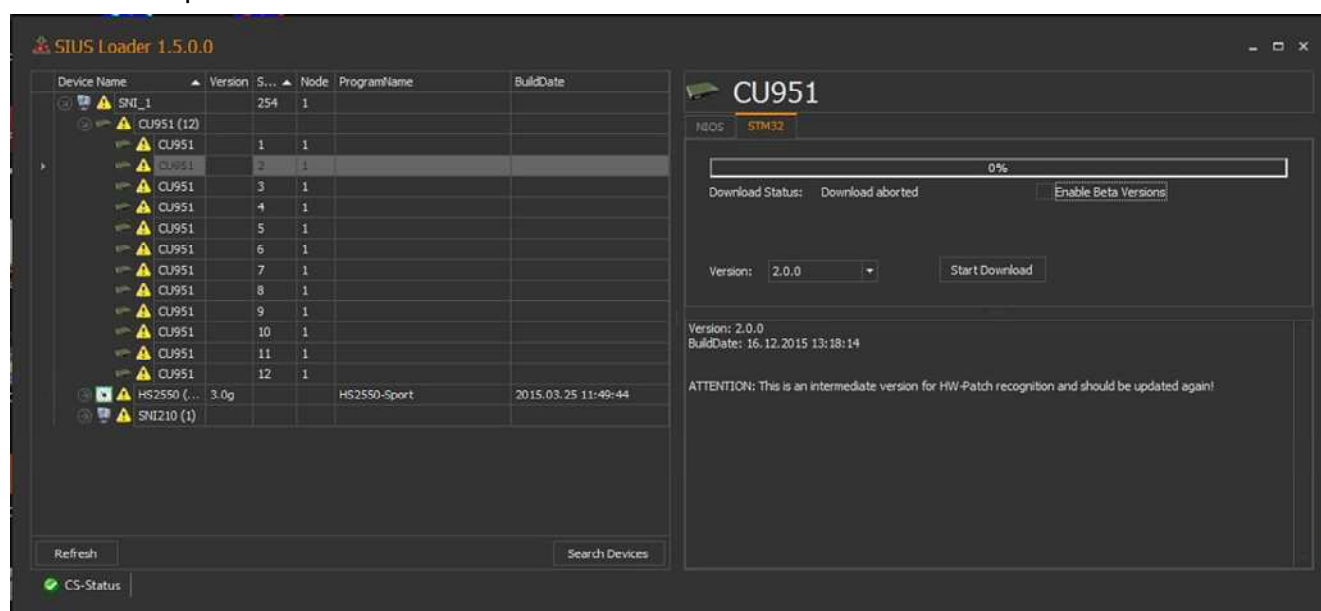 SIUS Loader 1.5.0.0
Device Name Version S... Node ProgramName BuildDate
SNI_1 254 1
CU951 (12)
CU951 1 1
CU951 2 1
CU951 3 1
CU951 4 1
CU951 5 1
CU951 6 1
CU951 7 1
CU951 8 1
CU951 9 1
CU951 10 1
CU951 11 1
CU951 12 1
HS2550 (... 3.0g HS2550-Sport 2015.03.25 11:49:44
SNI210 (1)
Refresh Search Devices
CS-Status
CU951
NIOS STM32
0%
Download Status: Download aborted Enable Beta Versions
Version: 2.0.0 Start Download
Version: 2.0.0
BuildDate: 16.12.2015 13:18:14
ATTENTION: This is an intermediate version for HW-Patch recognition and should be updated again!